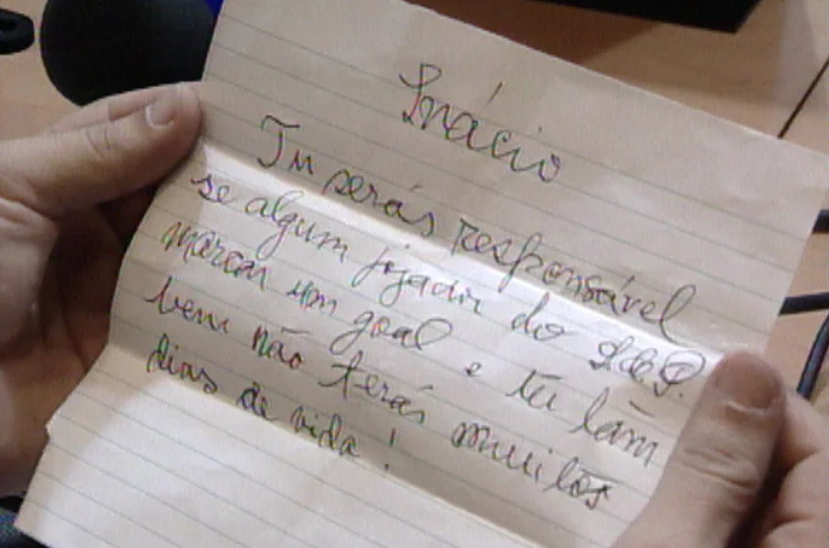 Inácio
Tu serás responsável
se algum jogador do S.C.P.
marcar um goal e tu tam
bem não terás muitos
dias de vida!